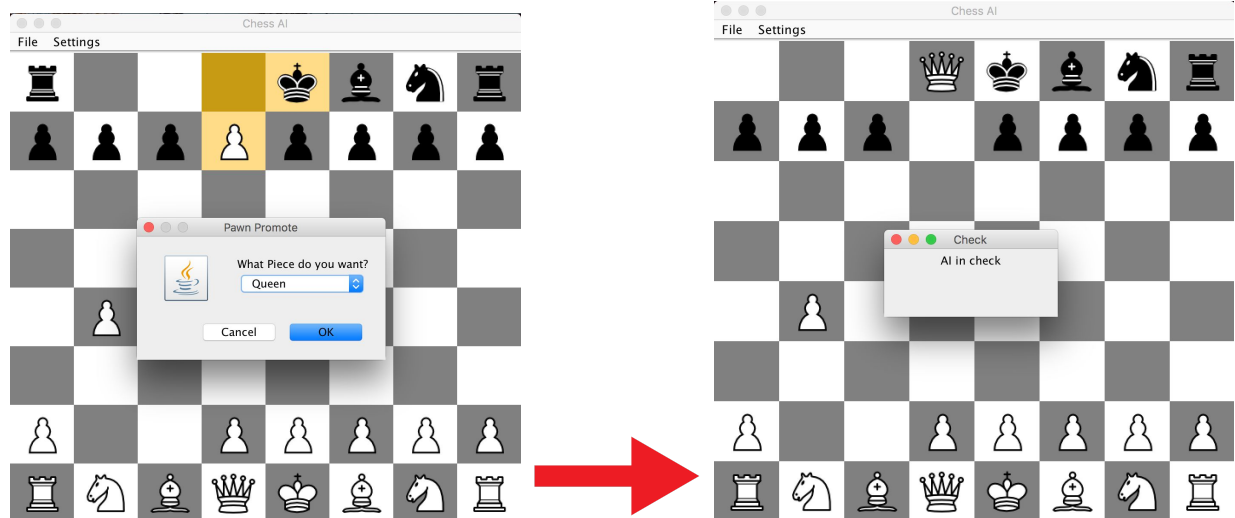 Chess AI
File Settings
Pawn Promote
What Piece do you want?
Queen
Cancel OK
Chess AI
File Settings
Check
AI in check